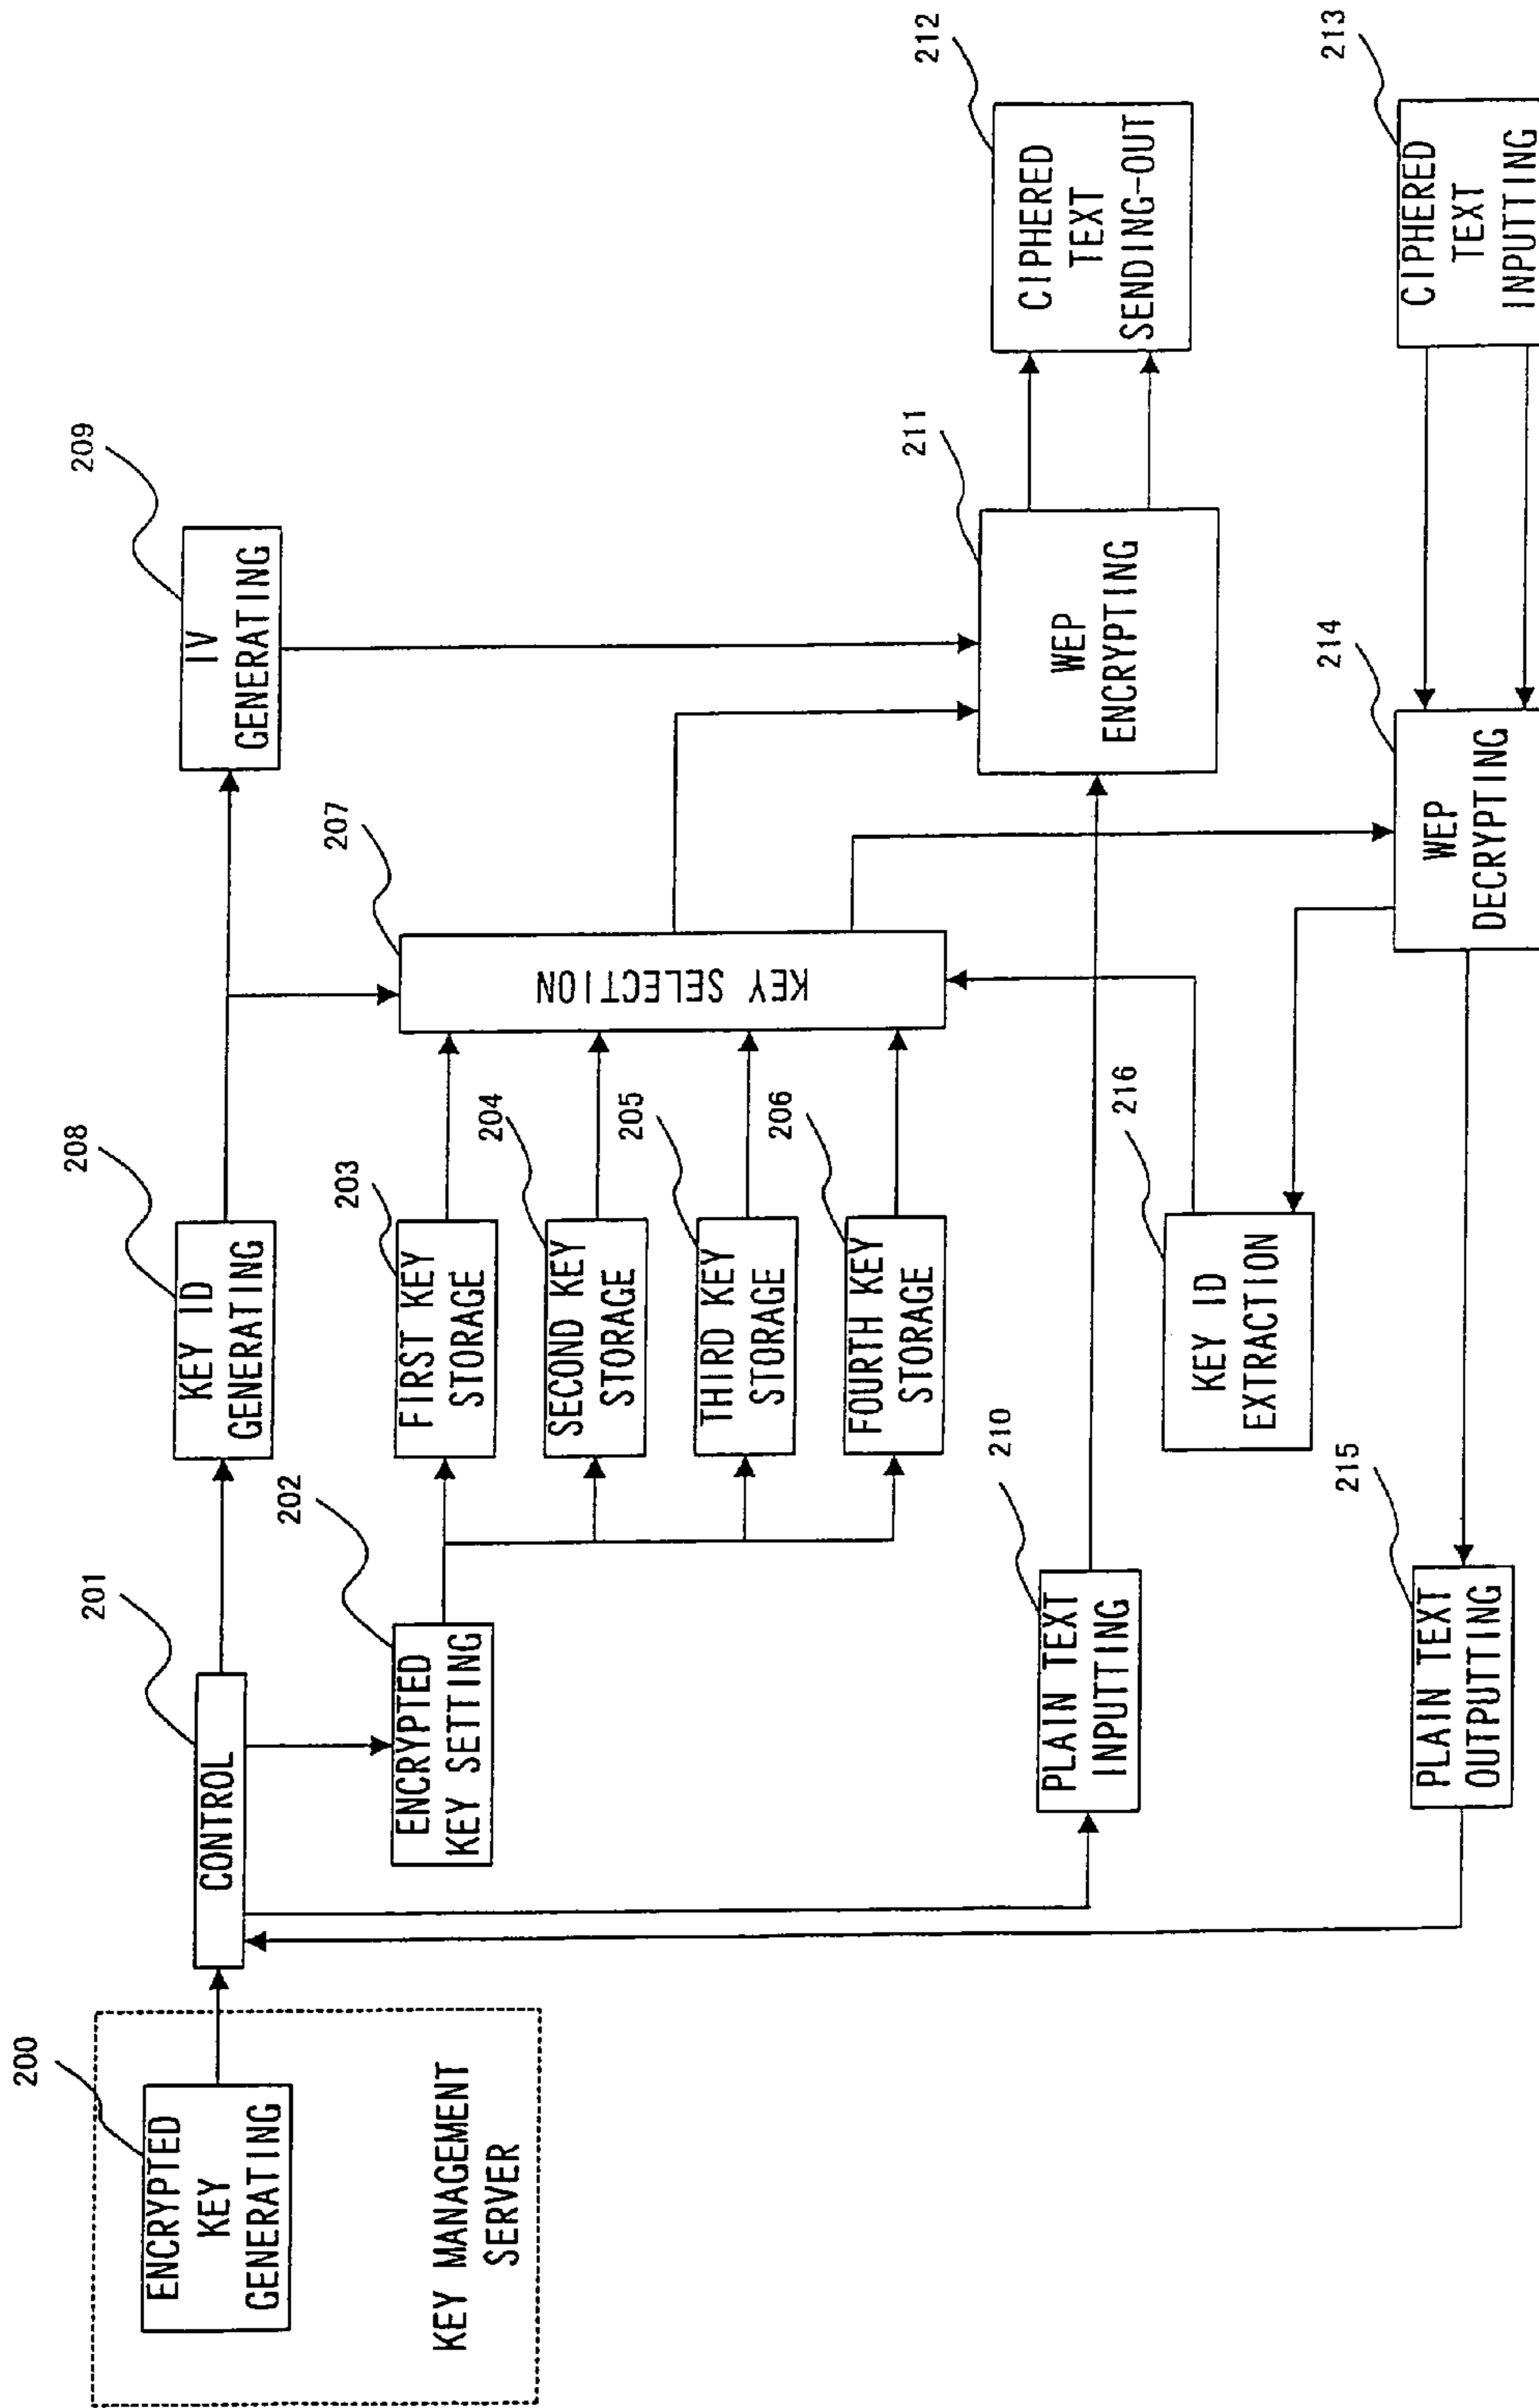 200
ENCRYPTED
KEY
GENERATING
KEY MANAGEMENT
SERVER
201
CONTROL
202
ENCRYPTED
KEY SETTING
208
KEY ID
GENERATING
203
FIRST KEY
STORAGE
204
SECOND KEY
STORAGE
205
THIRD KEY
STORAGE
206
FOURTH KEY
STORAGE
207
KEY SELECTION
209
IV
GENERATING
210
PLAIN TEXT
INPUTTING
211
WEP
ENCRYPTING
212
CIPHERED
TEXT
SENDING-OUT
213
CIPHERED
TEXT
INPUTTING
214
WEP
DECRYPTING
215
PLAIN TEXT
OUTPUTTING
216
KEY ID
EXTRACTION